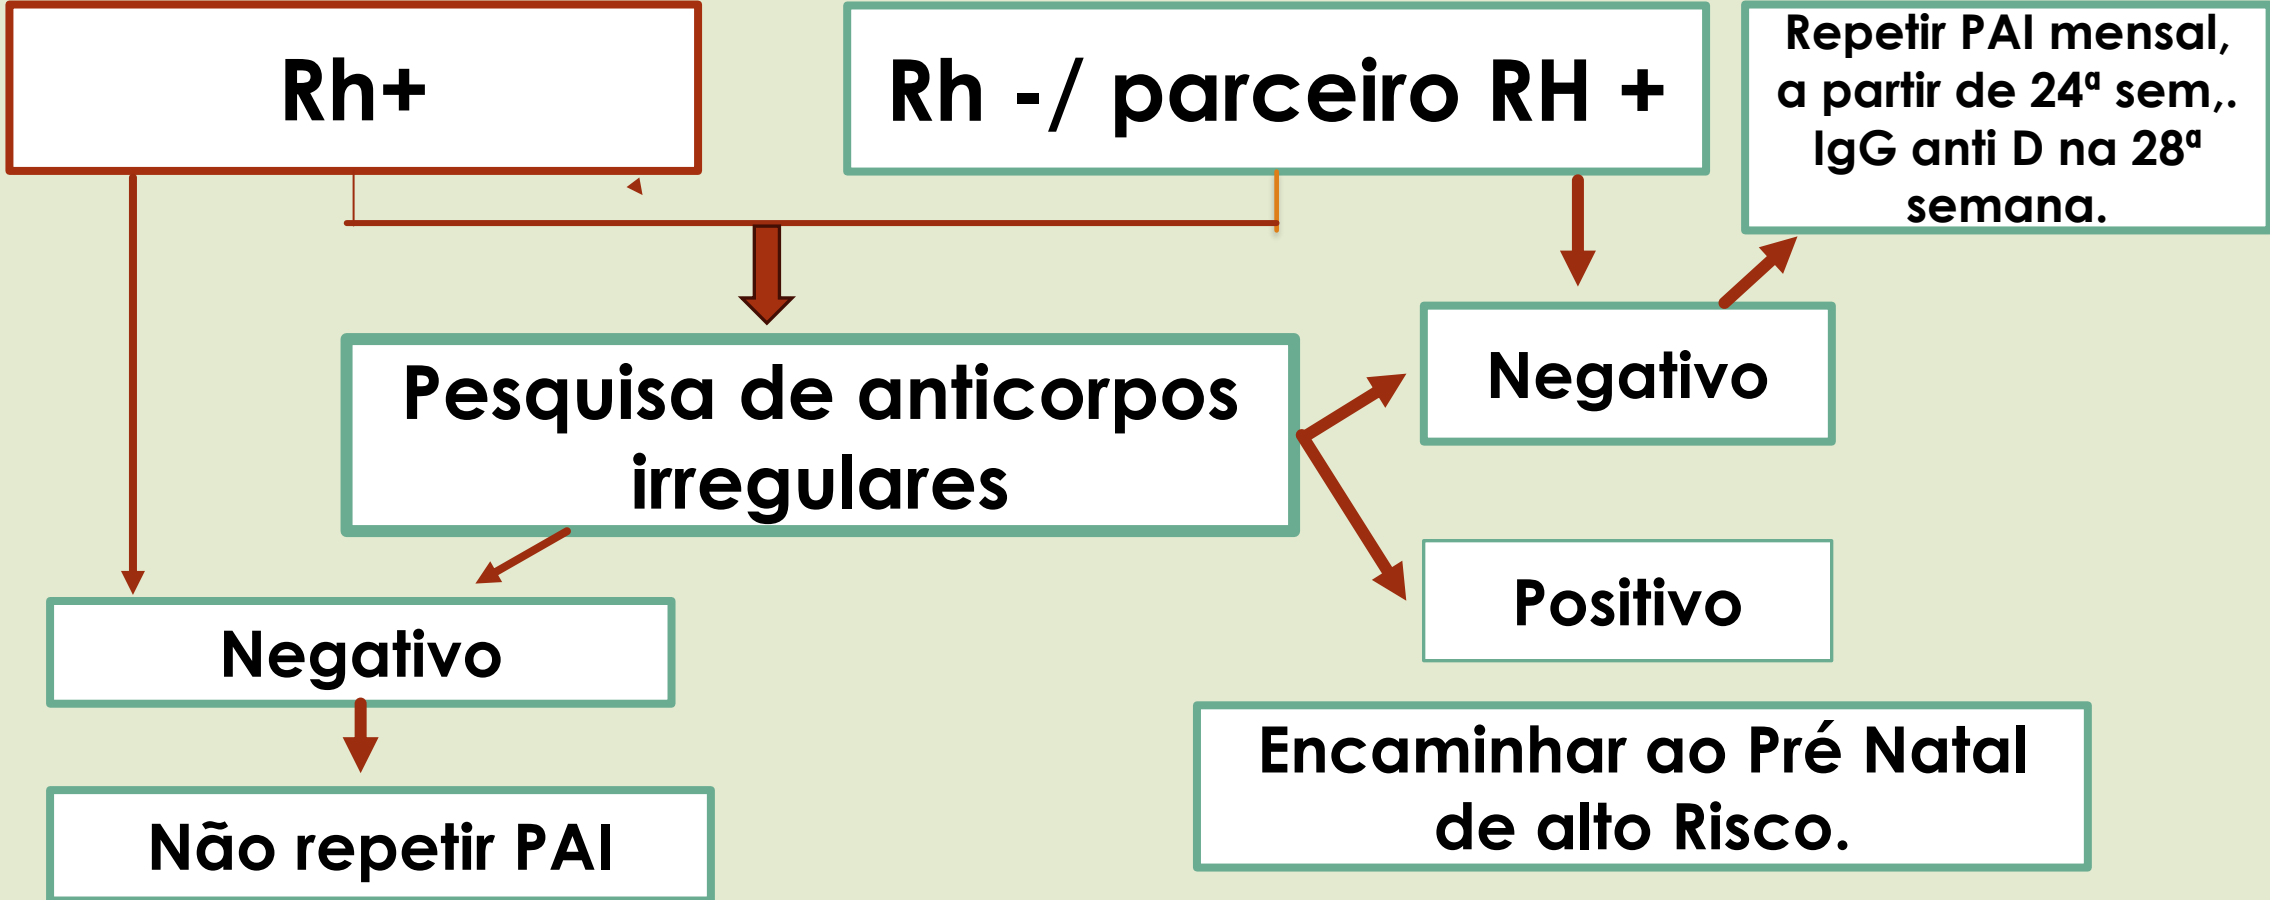 Rh+
Rh -/ parceiro RH +
Repetir PAI mensal,
a partir de 24ª sem,.
IgG anti D na 28ª
semana.
Pesquisa de anticorpos
irregulares
Negativo
Positivo
Negativo
Não repetir PAI
Encaminhar ao Pré Natal
de alto Risco.